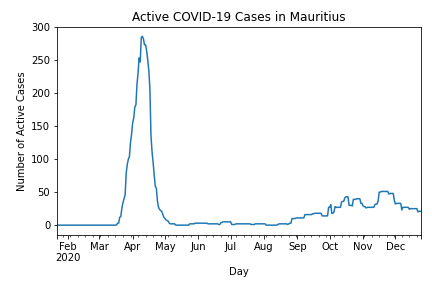 Active COVID-19 Cases in Mauritius
Number of Active Cases
300
250
200
150
100
50
0
Feb Mar Apr May Jun Jul Aug Sep Oct Nov Dec
2020
Day